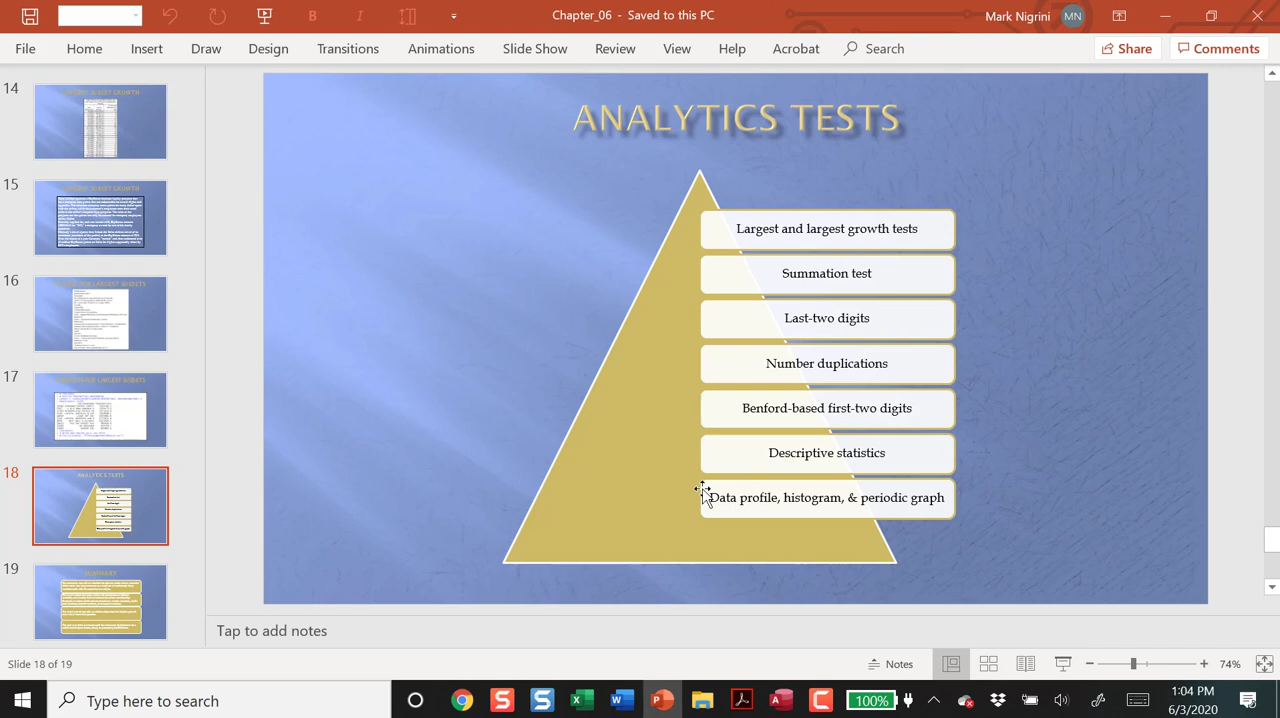 Chapter_06 - Saved to this PC
Mark Nigrini
MN
File Home Insert Draw Design Slide Show Transitions Animations Review View Help Acrobat Search
Share Comments
14
15
16
17
18
ANALYTICS TESTS
19
ANALYTICS TESTS
Largest and largest growth tests
Summation test
Last-two digits
Number duplications
Benford-based first-two digits
Descriptive statistics
Data profile, histogram, & periodic graph
Tap to add notes
Slide 18 of 19
Notes
74%
Type here to search
100%
1:04 PM
6/3/2020